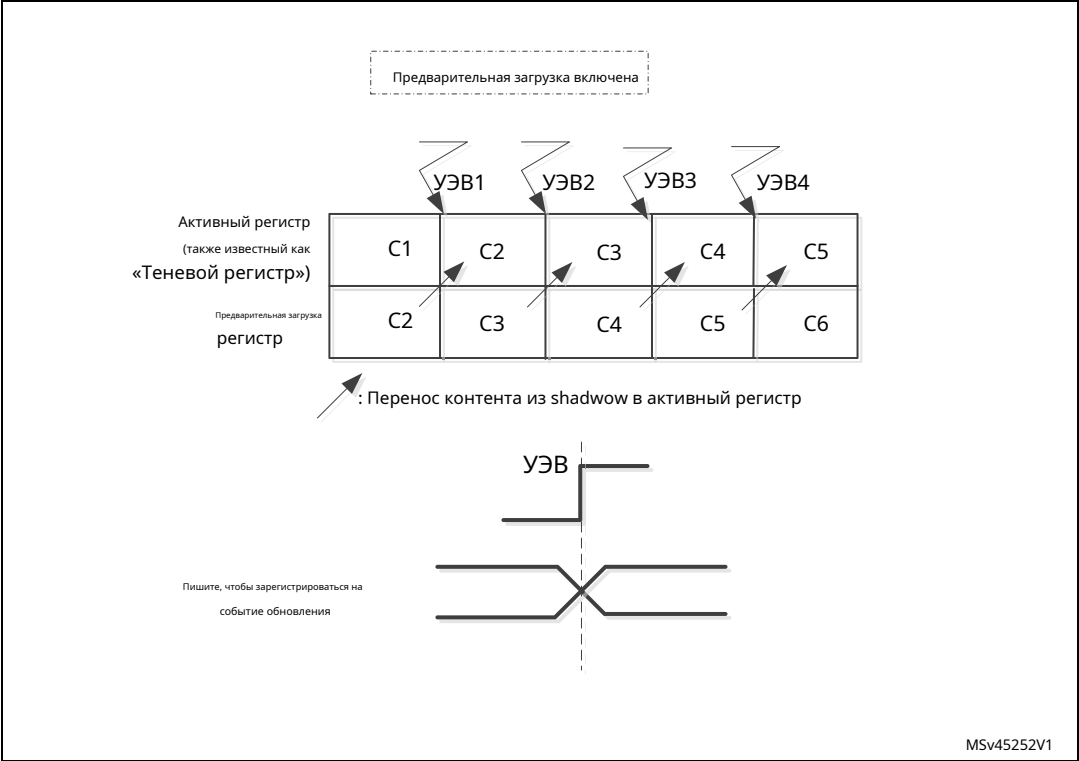 Предварительная загрузка включена
УЭВ1 УЭВ2 УЭВ3 УЭВ4
Активный регистр
(также известный как
«Теневой регистр»)
C1 C2 C3 C4 C5
Предварительная загрузка
регистр
C2 C3 C4 C5 C6
: Перенос контента из shadwow в активный регистр
УЭВ
Пишите, чтобы зарегистрироваться на
событие обновления
MSv45252V1